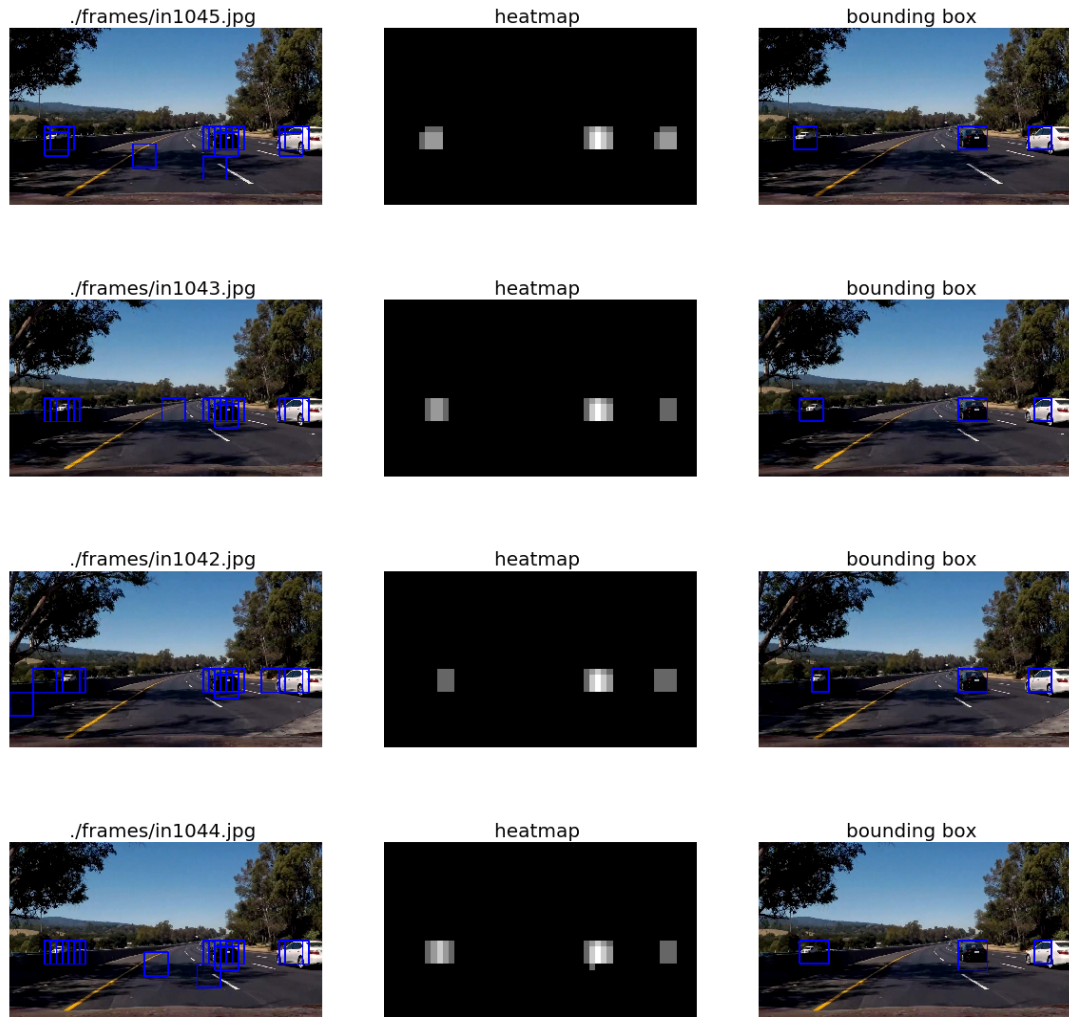 ./frames/in1045.jpg heatmap bounding box
./frames/in1043.jpg heatmap bounding box
./frames/in1042.jpg heatmap bounding box
./frames/in1044.jpg heatmap bounding box